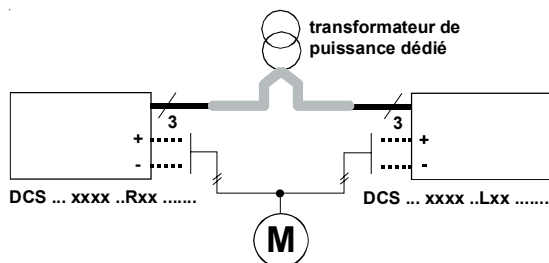 transformateur de
puissance dédié
3
3
+
-
+
-
DCS ... xxxx ..Rxx .......
DCS ... xxxx ..Lxx .......
M